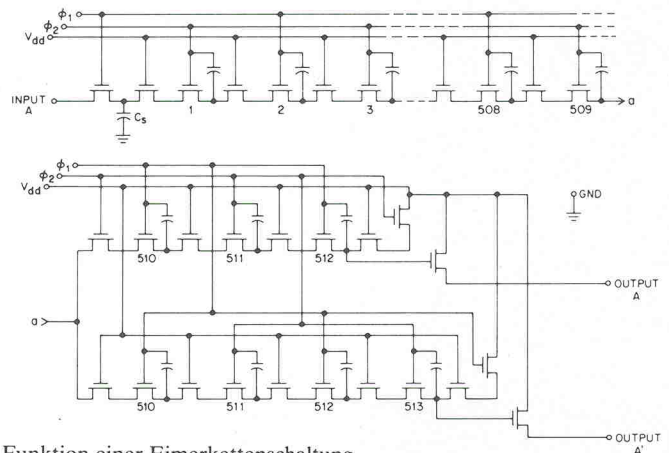 ϕ1
ϕ2
Vdd
INPUT
A
CS
1
2
3
508
509
a
ϕ1
ϕ2
Vdd
GND
510
511
512
OUTPUT
A
a
510
511
512
513
OUTPUT
A'
Funktion einer Eimerkettenschaltung